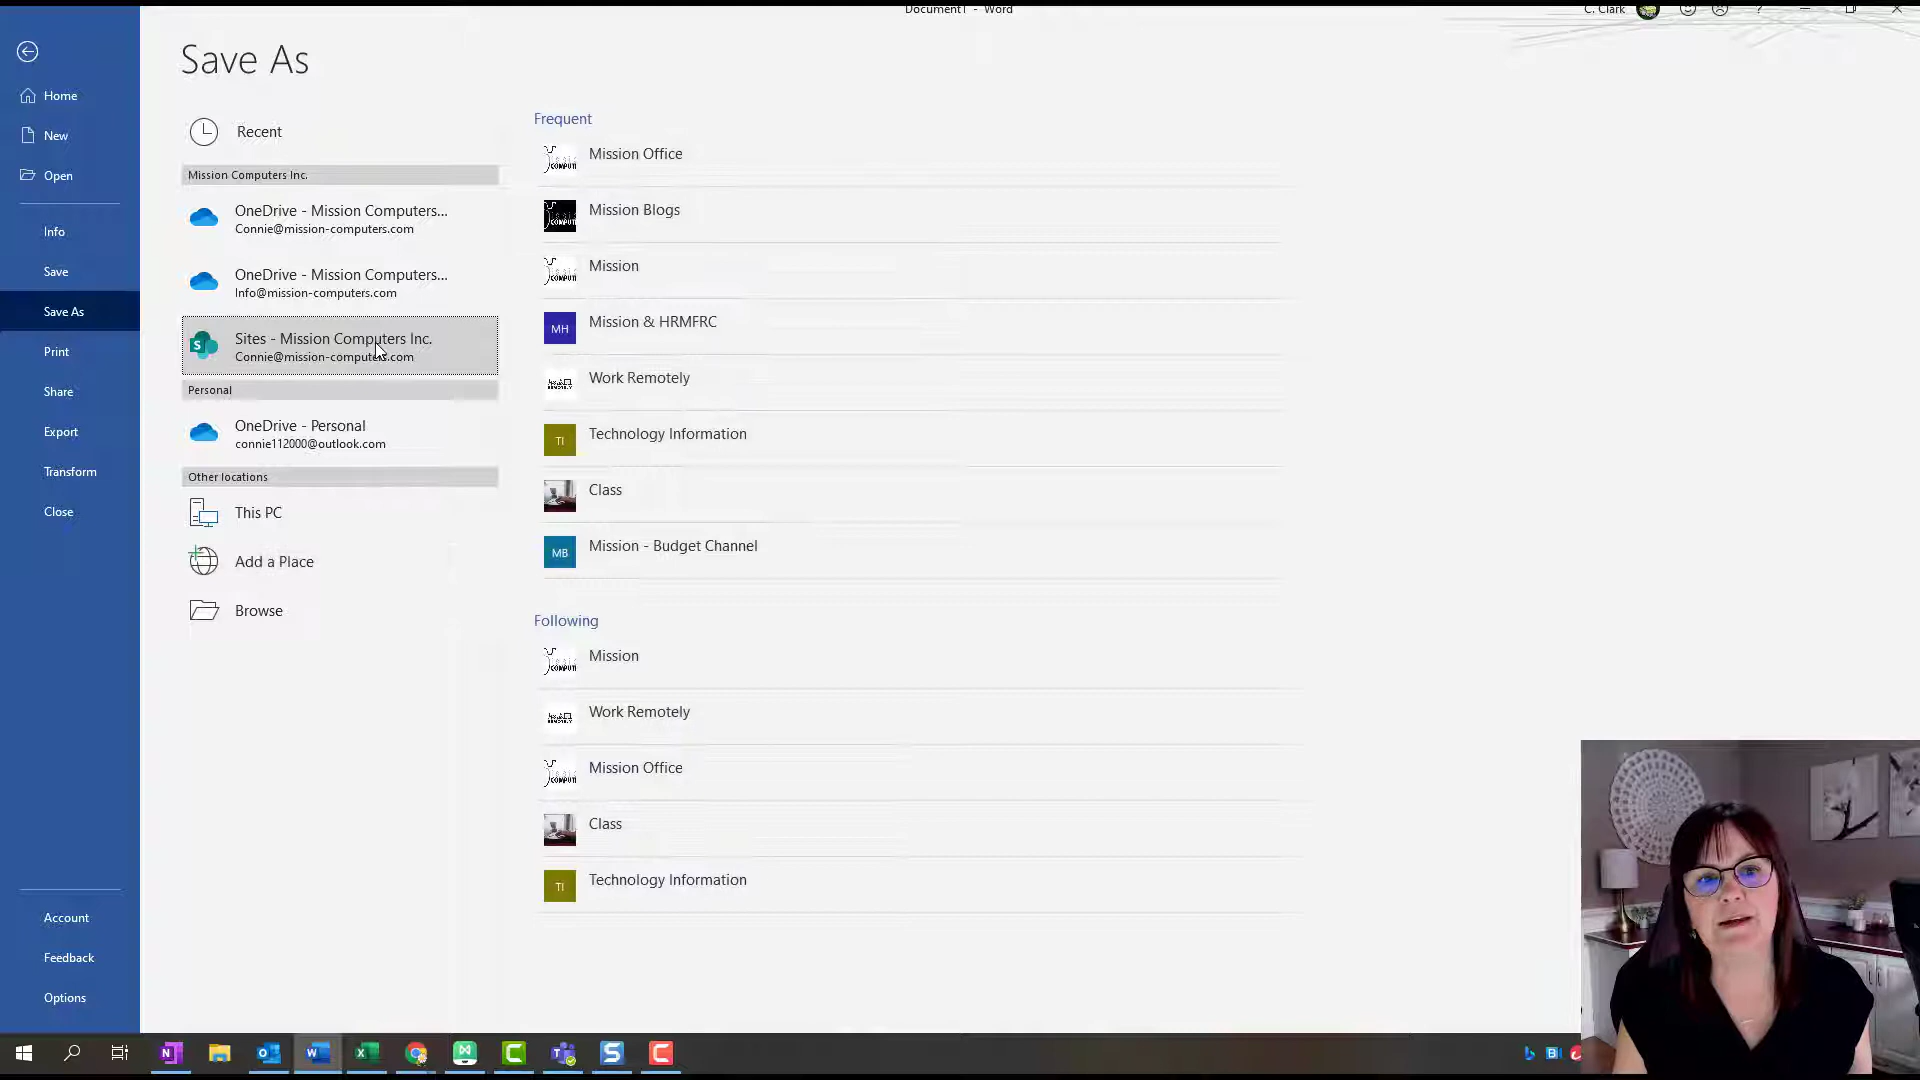 Document1 - Word
C. Clark
Save As
Home
New
Open
Info
Save
Save As
Print
Share
Export
Transform
Close
Account
Feedback
Options
Recent
Mission Computers Inc.
OneDrive - Mission Computers...
Connie@mission-computers.com
OneDrive - Mission Computers...
Info@mission-computers.com
Sites - Mission Computers Inc.
Connie@mission-computers.com
Personal
OneDrive - Personal
connie112000@outlook.com
Other locations
This PC
Add a Place
Browse
Frequent
Mission Office
Mission Blogs
Mission
MH
Mission & HRMFRC
Work Remotely
TI
Technology Information
Class
MB
Mission - Budget Channel
Following
Mission
Work Remotely
Mission Office
Class
TI
Technology Information